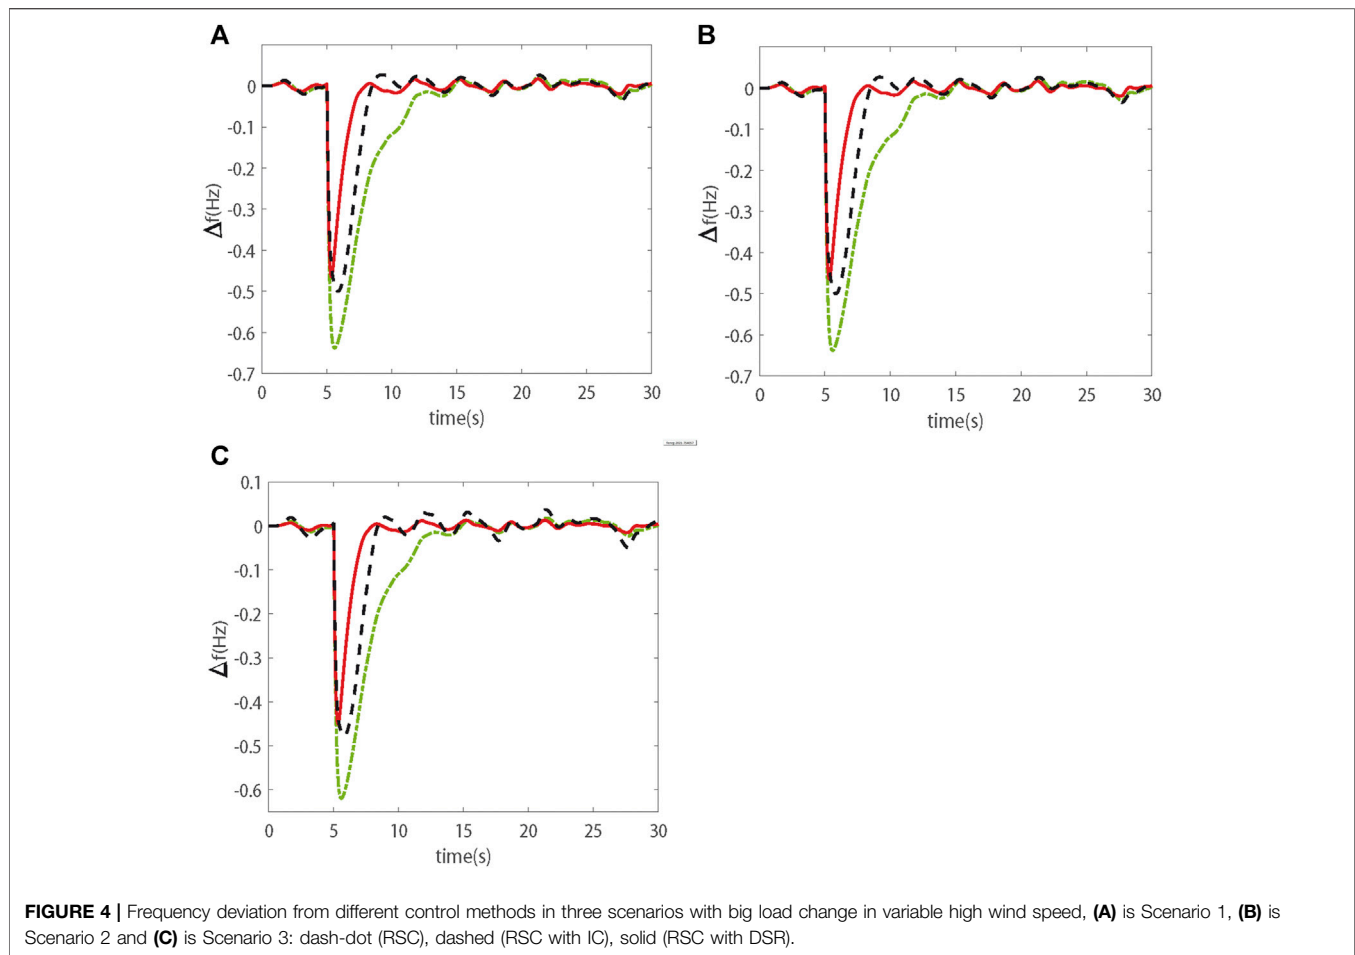 A
0
-0.1
-0.2
-0.3
-0.4
-0.5
-0.6
-0.7
Δf(Hz)
0 5 10 15 20 25 30
time(s)
B
0
-0.1
-0.2
-0.3
-0.4
-0.5
-0.6
-0.7
Δf(Hz)
0 5 10 15 20 25 30
time(s)
C
0.1
0
-0.1
-0.2
-0.3
-0.4
-0.5
-0.6
Δf(Hz)
0 5 10 15 20 25 30
time(s)
FIGURE 4 | Frequency deviation from different control methods in three scenarios with big load change in variable high wind speed, (A) is Scenario 1, (B) is
Scenario 2 and (C) is Scenario 3: dash-dot (RSC), dashed (RSC with IC), solid (RSC with DSR).